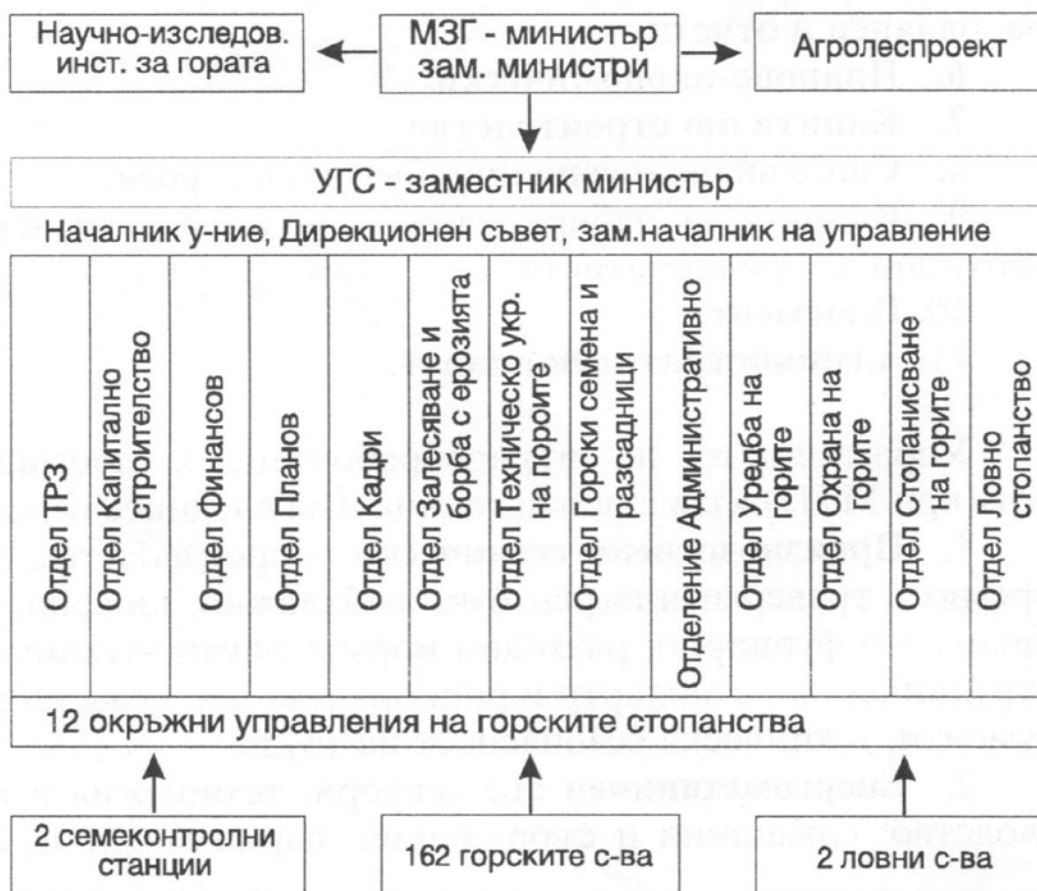 Научно-изследов.
инст. за гората
МЗГ - министър
зам. министри
Агролеспроект
УГС - заместник министър
Началник у-ние, Дирекционен съвет, зам.началник на управление
Отдел ТРЗ
Отдел Каптално
строителство
Отдел Финансов
Отдел Планов
Отдел Кадри
Отдел Залесяване и
борба с ерозията
Отдел Техническо укр.
на пороите
Отдел Горски семена и
разсадници
Отделение Административно
Отдел Уредба на
горите
Отдел Охрана на
горите
Отдел Стопанисване
на горите
Отдел Ловно
стопанство
12 окръжни управления на горските стопанства
2 семеконтролни
станции
162 горските с-ва
2 ловни с-ва